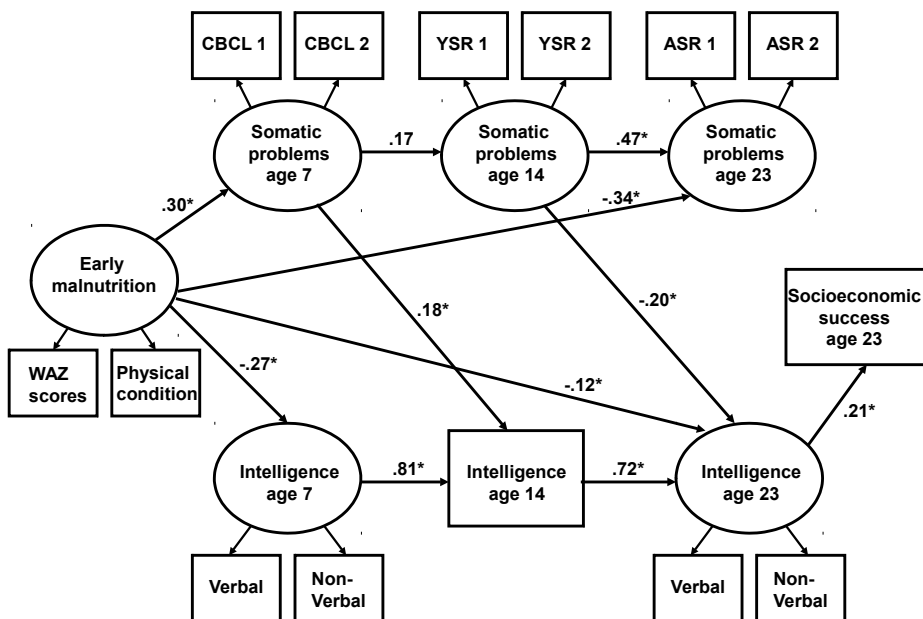 CBCL 1
CBCL 2
YSR 1
YSR 2
ASR 1
ASR 2
Somatic
problems
age 7
.17
Somatic
problems
age 14
.47*
Somatic
problems
age 23
.30*
-.34*
Early
malnutrition
WAZ
scores
Physical
condition
.18*
-.20*
Socioeconomic
success
age 23
-.27*
-.12*
.21*
Intelligence
age 7
.81*
Intelligence
age 14
.72*
Intelligence
age 23
Verbal
Non-
Verbal
Verbal
Non-
Verbal